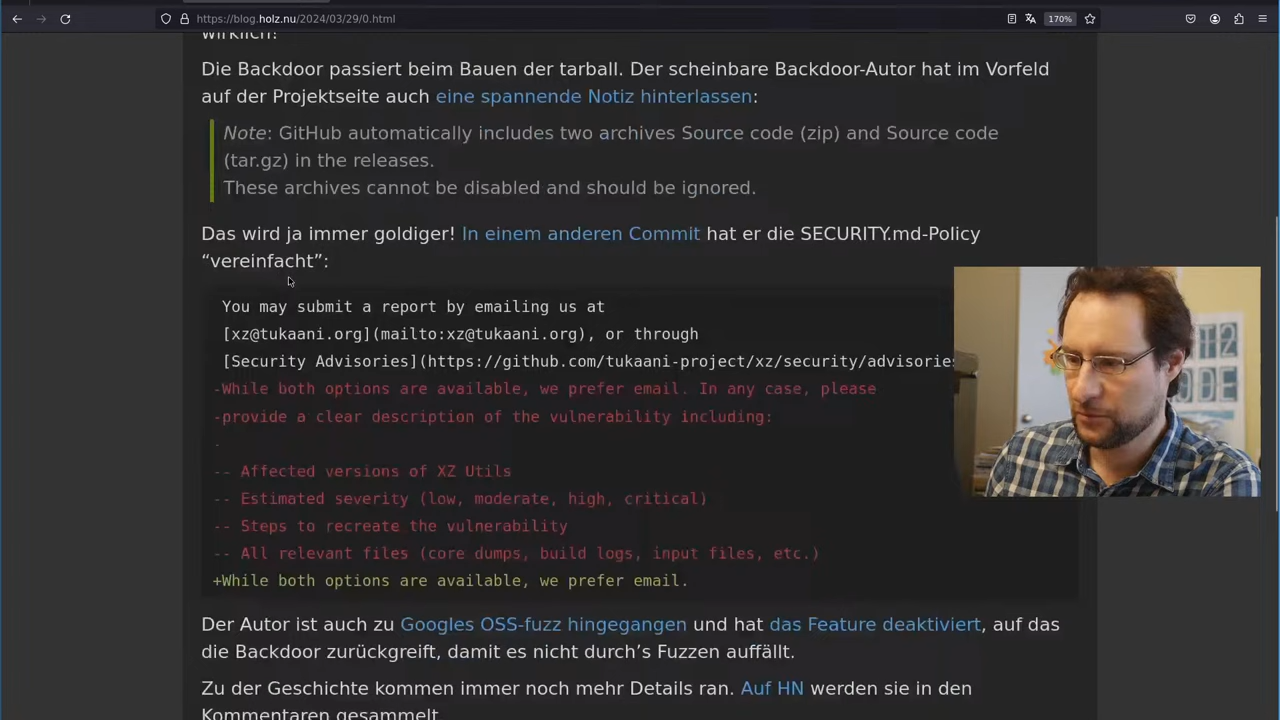 https://blog.holz.nu/2024/03/29/0.html
170%
wirklich!
Die Backdoor passiert beim Bauen der tarball. Der scheinbare Backdoor-Autor hat im Vorfeld
auf der Projektseite auch eine spannende Notiz hinterlassen:
Note: GitHub automatically includes two archives Source code (zip) and Source code
(tar.gz) in the releases.
These archives cannot be disabled and should be ignored.
Das wird ja immer goldiger! In einem anderen Commit hat er die SECURITY.md-Policy
“vereinfacht”:
You may submit a report by emailing us at
[xz@tukaani.org](mailto:xz@tukaani.org), or through
[Security Advisories](https://github.com/tukaani-project/xz/security/advisories
-While both options are available, we prefer email. In any case, please
-provide a clear description of the vulnerability including:
-
-- Affected versions of XZ Utils
-- Estimated severity (low, moderate, high, critical)
-- Steps to recreate the vulnerability
-- All relevant files (core dumps, build logs, input files, etc.)
+While both options are available, we prefer email.
Der Autor ist auch zu Googles OSS-fuzz hingegangen und hat das Feature deaktiviert, auf das
die Backdoor zurückgreift, damit es nicht durch’s Fuzzen auffällt.
Zu der Geschichte kommen immer noch mehr Details ran. Auf HN werden sie in den
Kommentaren gesammelt